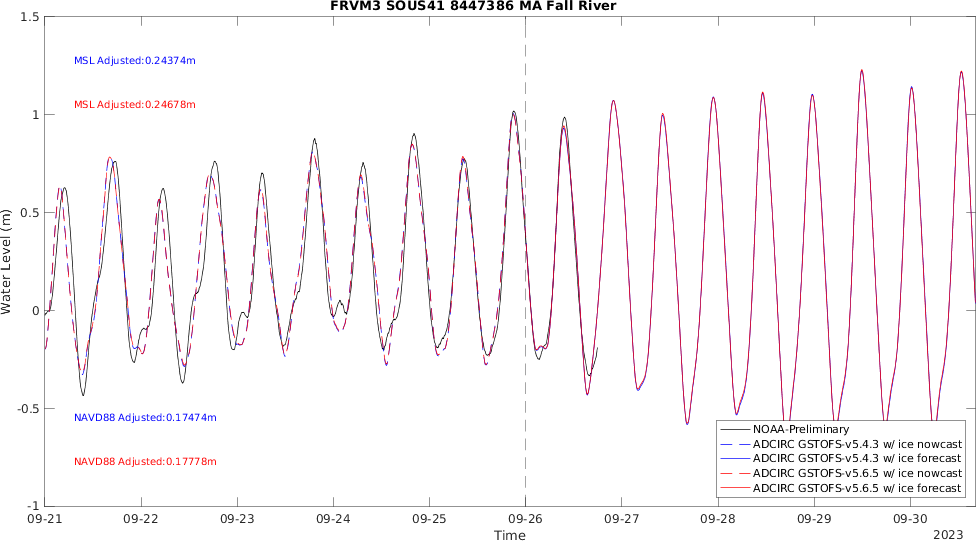 FRVM3 SOUS41 8447386 MA Fall River
1.5
1
0.5
0
-0.5
-1
Water Level (m)
MSL Adjusted:0.24374m
MSL Adjusted:0.24678m
NAVD88 Adjusted:0.17474m
NAVD88 Adjusted:0.17778m
NOAA-Preliminary
ADCIRC GSTOFS-v5.4.3 w/ ice nowcast
ADCIRC GSTOFS-v5.4.3 w/ ice forecast
ADCIRC GSTOFS-v5.6.5 w/ ice nowcast
ADCIRC GSTOFS-v5.6.5 w/ ice forecast
09-21 09-22 09-23 09-24 09-25 09-26 09-27 09-28 09-29 09-30
Time
2023